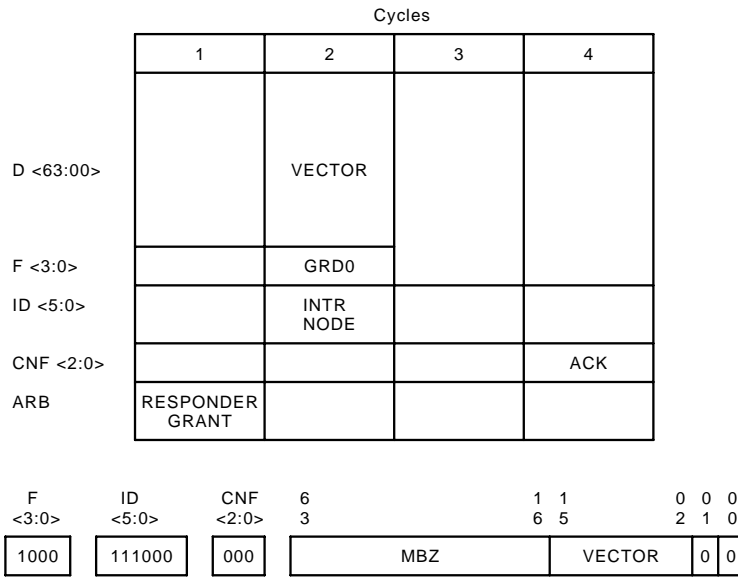 Cycles
1 2 3 4
D <63:00> VECTOR
F <3:0> GRD0
ID <5:0> INTR
NODE
CNF <2:0> ACK
ARB RESPONDER
GRANT
F ID CNF 6 1 1 0 0 0
<3:0> <5:0> <2:0> 3 6 5 2 1 0
1000 111000 000 MBZ VECTOR 0 0